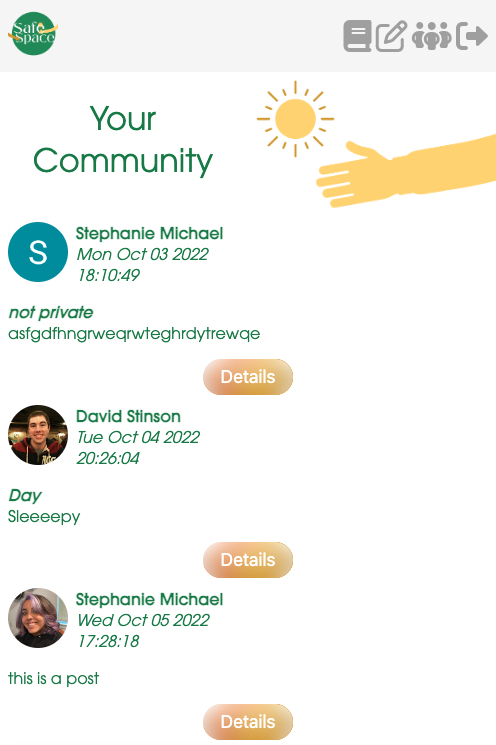 Safe
space
Your
Community
S
Stephanie Michael
Mon Oct 03 2022
18:10:49
not private
asfgdfhngrweqrwteghrdytrewqe
Details
David Stinson
Tue Oct 04 2022
20:26:04
Day
Sleeeepy
Details
Stephanie Michael
Wed Oct 05 2022
17:28:18
this is a post
Details